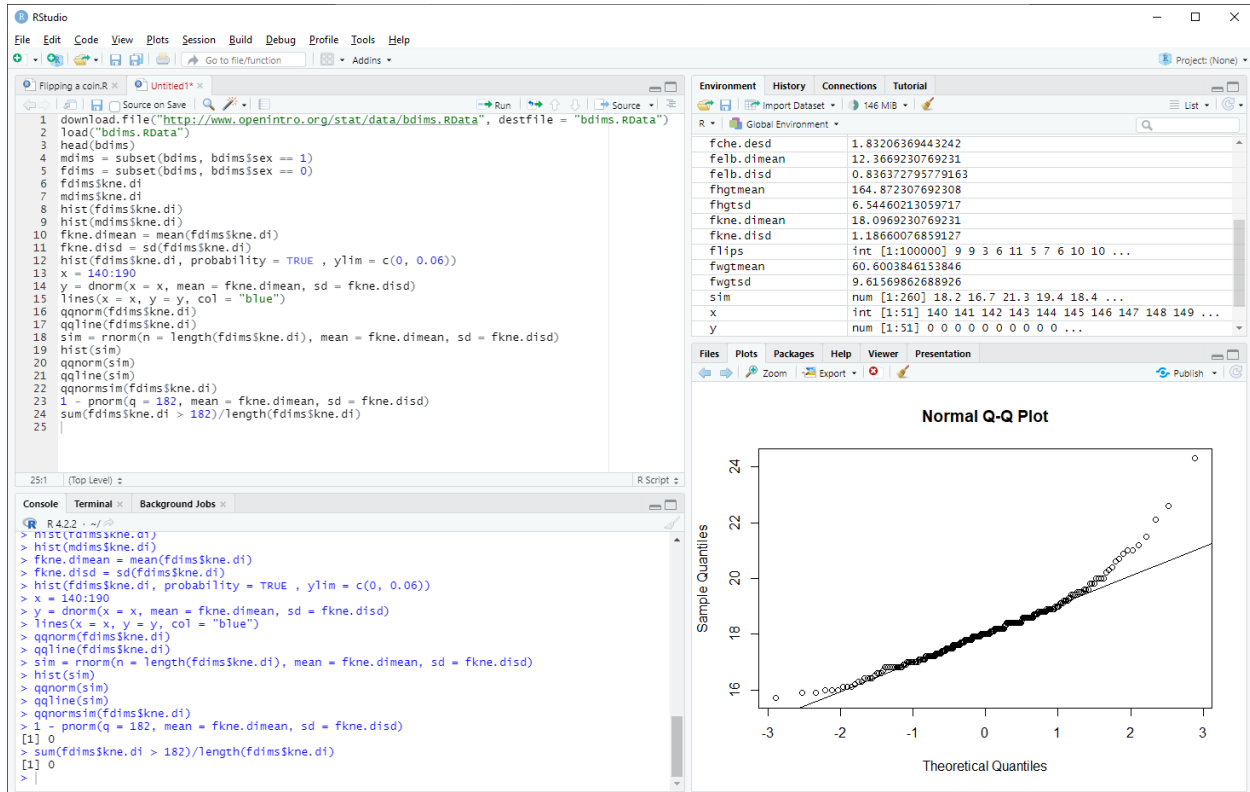 RStudio
File Edit Code View Plots Session Build Debug Profile Tools Help
Go to file/function Addins Project: (None)
Flipping a coin.R Untitled1*
Source on Save Run Source
1 download.file("http://www.openintro.org/stat/data/bdims.RData", destfile = "bdims.RData")
2 load("bdims.RData")
3 head(bdims)
4 mdims = subset(bdims, bdims$sex == 1)
5 fdims = subset(bdims, bdims$sex == 0)
6 fdims$kne.di
7 mdims$kne.di
8 hist(fdims$kne.di)
9 hist(mdims$kne.di)
10 fkne.dimean = mean(fdims$kne.di)
11 fkne.disd = sd(fdims$kne.di)
12 hist(fdims$kne.di, probability = TRUE , ylim = c(0, 0.06))
13 x = 140:190
14 y = dnorm(x = x, mean = fkne.dimean, sd = fkne.disd)
15 lines(x = x, y = y, col = "blue")
16 qqnorm(fdims$kne.di)
17 qqline(fdims$kne.di)
18 sim = rnorm(n = length(fdims$kne.di), mean = fkne.dimean, sd = fkne.disd)
19 hist(sim)
20 qqnorm(sim)
21 qqline(sim)
22 qqnormsim(fdims$kne.di)
23 1 - pnorm(q = 182, mean = fkne.dimean, sd = fkne.disd)
24 sum(fdims$kne.di > 182)/length(fdims$kne.di)
25
25:1 (Top Level) R Script
Console Terminal Background Jobs
R 4.2.2 · ~/
> hist(fdims$kne.di)
> hist(mdims$kne.di)
> fkne.dimean = mean(fdims$kne.di)
> fkne.disd = sd(fdims$kne.di)
> hist(fdims$kne.di, probability = TRUE , ylim = c(0, 0.06))
> x = 140:190
> y = dnorm(x = x, mean = fkne.dimean, sd = fkne.disd)
> lines(x = x, y = y, col = "blue")
> qqnorm(fdims$kne.di)
> qqline(fdims$kne.di)
> sim = rnorm(n = length(fdims$kne.di), mean = fkne.dimean, sd = fkne.disd)
> hist(sim)
> qqnorm(sim)
> qqline(sim)
> qqnormsim(fdims$kne.di)
> 1 - pnorm(q = 182, mean = fkne.dimean, sd = fkne.disd)
[1] 0
> sum(fdims$kne.di > 182)/length(fdims$kne.di)
[1] 0
>
Environment History Connections Tutorial
Import Dataset 146 MiB List
R Global Environment
fche.desd 1.83206369443242
felb.dimean 12.3669230769231
felb.disd 0.836372795779163
fhgtmean 164.872307692308
fhgtsd 6.54460213059717
fkne.dimean 18.0969230769231
fkne.disd 1.18660076859127
flips int [1:100000] 9 9 3 6 11 5 7 6 10 10 ...
fwgtmean 60.6003846153846
fwgtsd 9.61569862688926
sim num [1:260] 18.2 16.7 21.3 19.4 18.4 ...
x int [1:51] 140 141 142 143 144 145 146 147 148 149 ...
y num [1:51] 0 0 0 0 0 0 0 0 0 0 ...
Files Plots Packages Help Viewer Presentation
Zoom Export Publish
Normal Q-Q Plot
Sample Quantiles
24
22
20
18
16
-3 -2 -1 0 1 2 3
Theoretical Quantiles